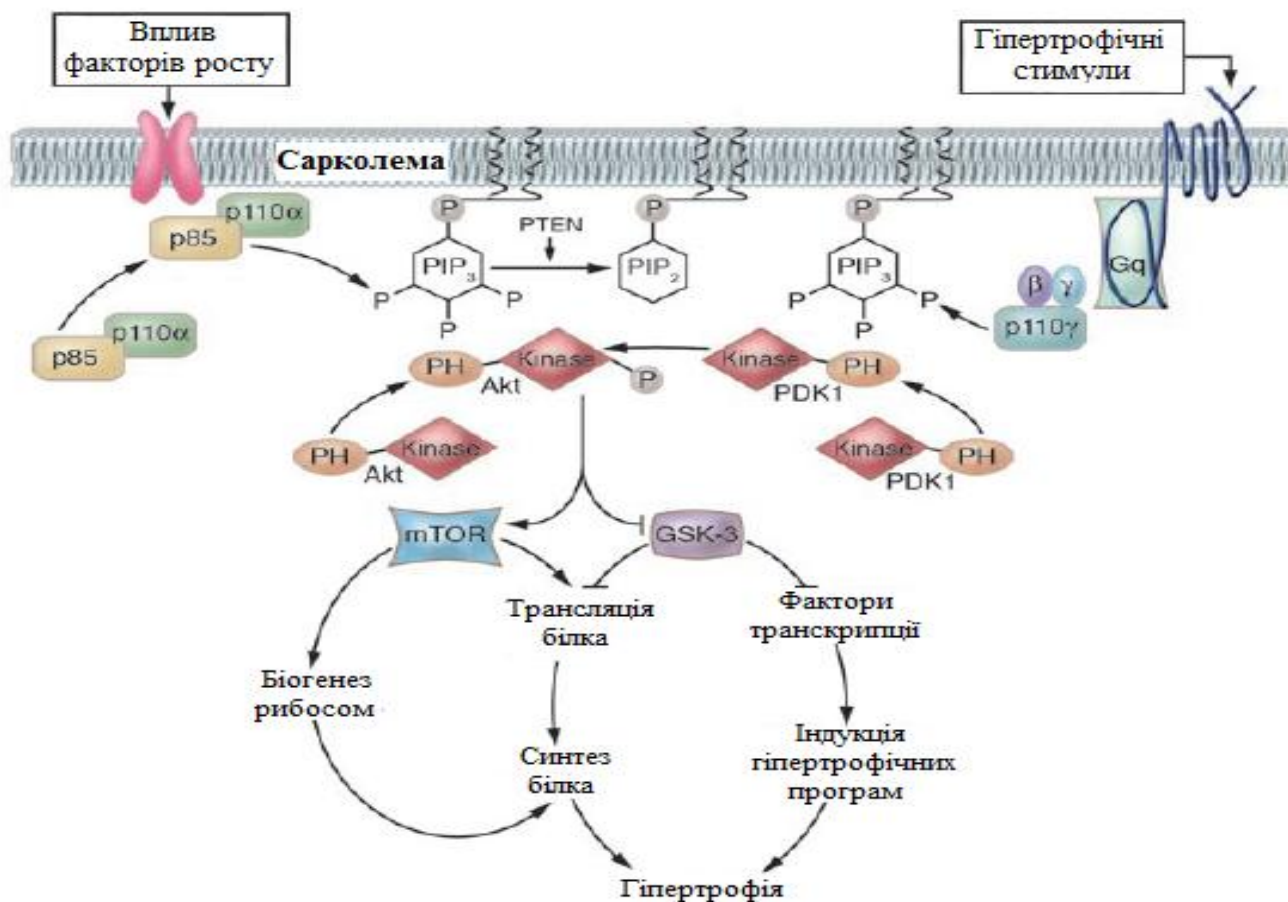 Вплив
факторів росту
Гіпертрофічні
стимули
Сарколема
p110α
p85
P
P
P
PTEN
PIP3
PIP2
PIP3
Gq
P
P
P
P
P
P
β
γ
p110γ
p110α
p85
PH
Kinase
P
Akt
Kinase
PH
PDK1
PH
Kinase
Akt
Kinase
PH
PDK1
mTOR
GSK-3
Трансляція
білка
Фактори
транскрипції
Біогенез
рибосом
Синтез
білка
Індукція
гіпертрофічних
програм
Гіпертрофія